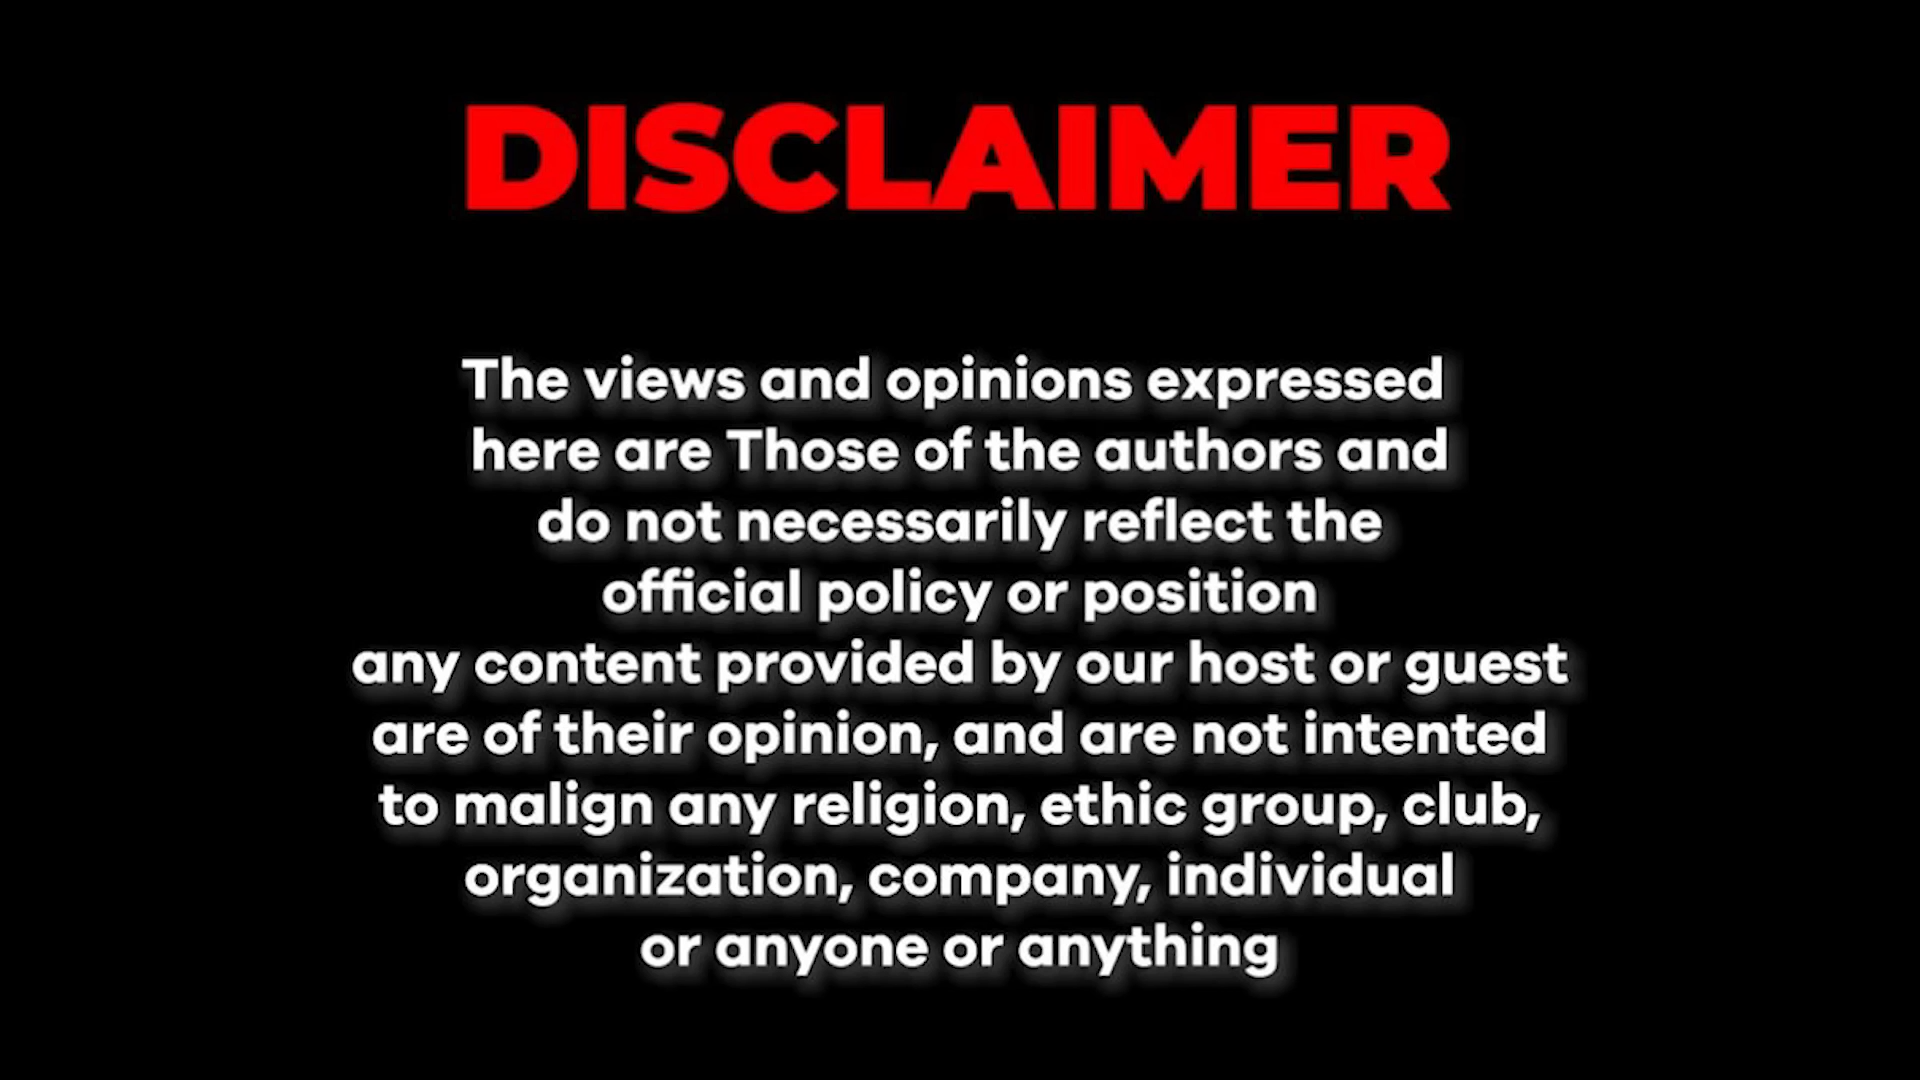 DISCLAIMER
The views and opinions expressed
here are Those of the authors and
do not necessarily reflect the
official policy or position
any content provided by our host or guest
are of their opinion, and are not intented
to malign any religion, ethic group, club,
organization, company, individual
or anyone or anything